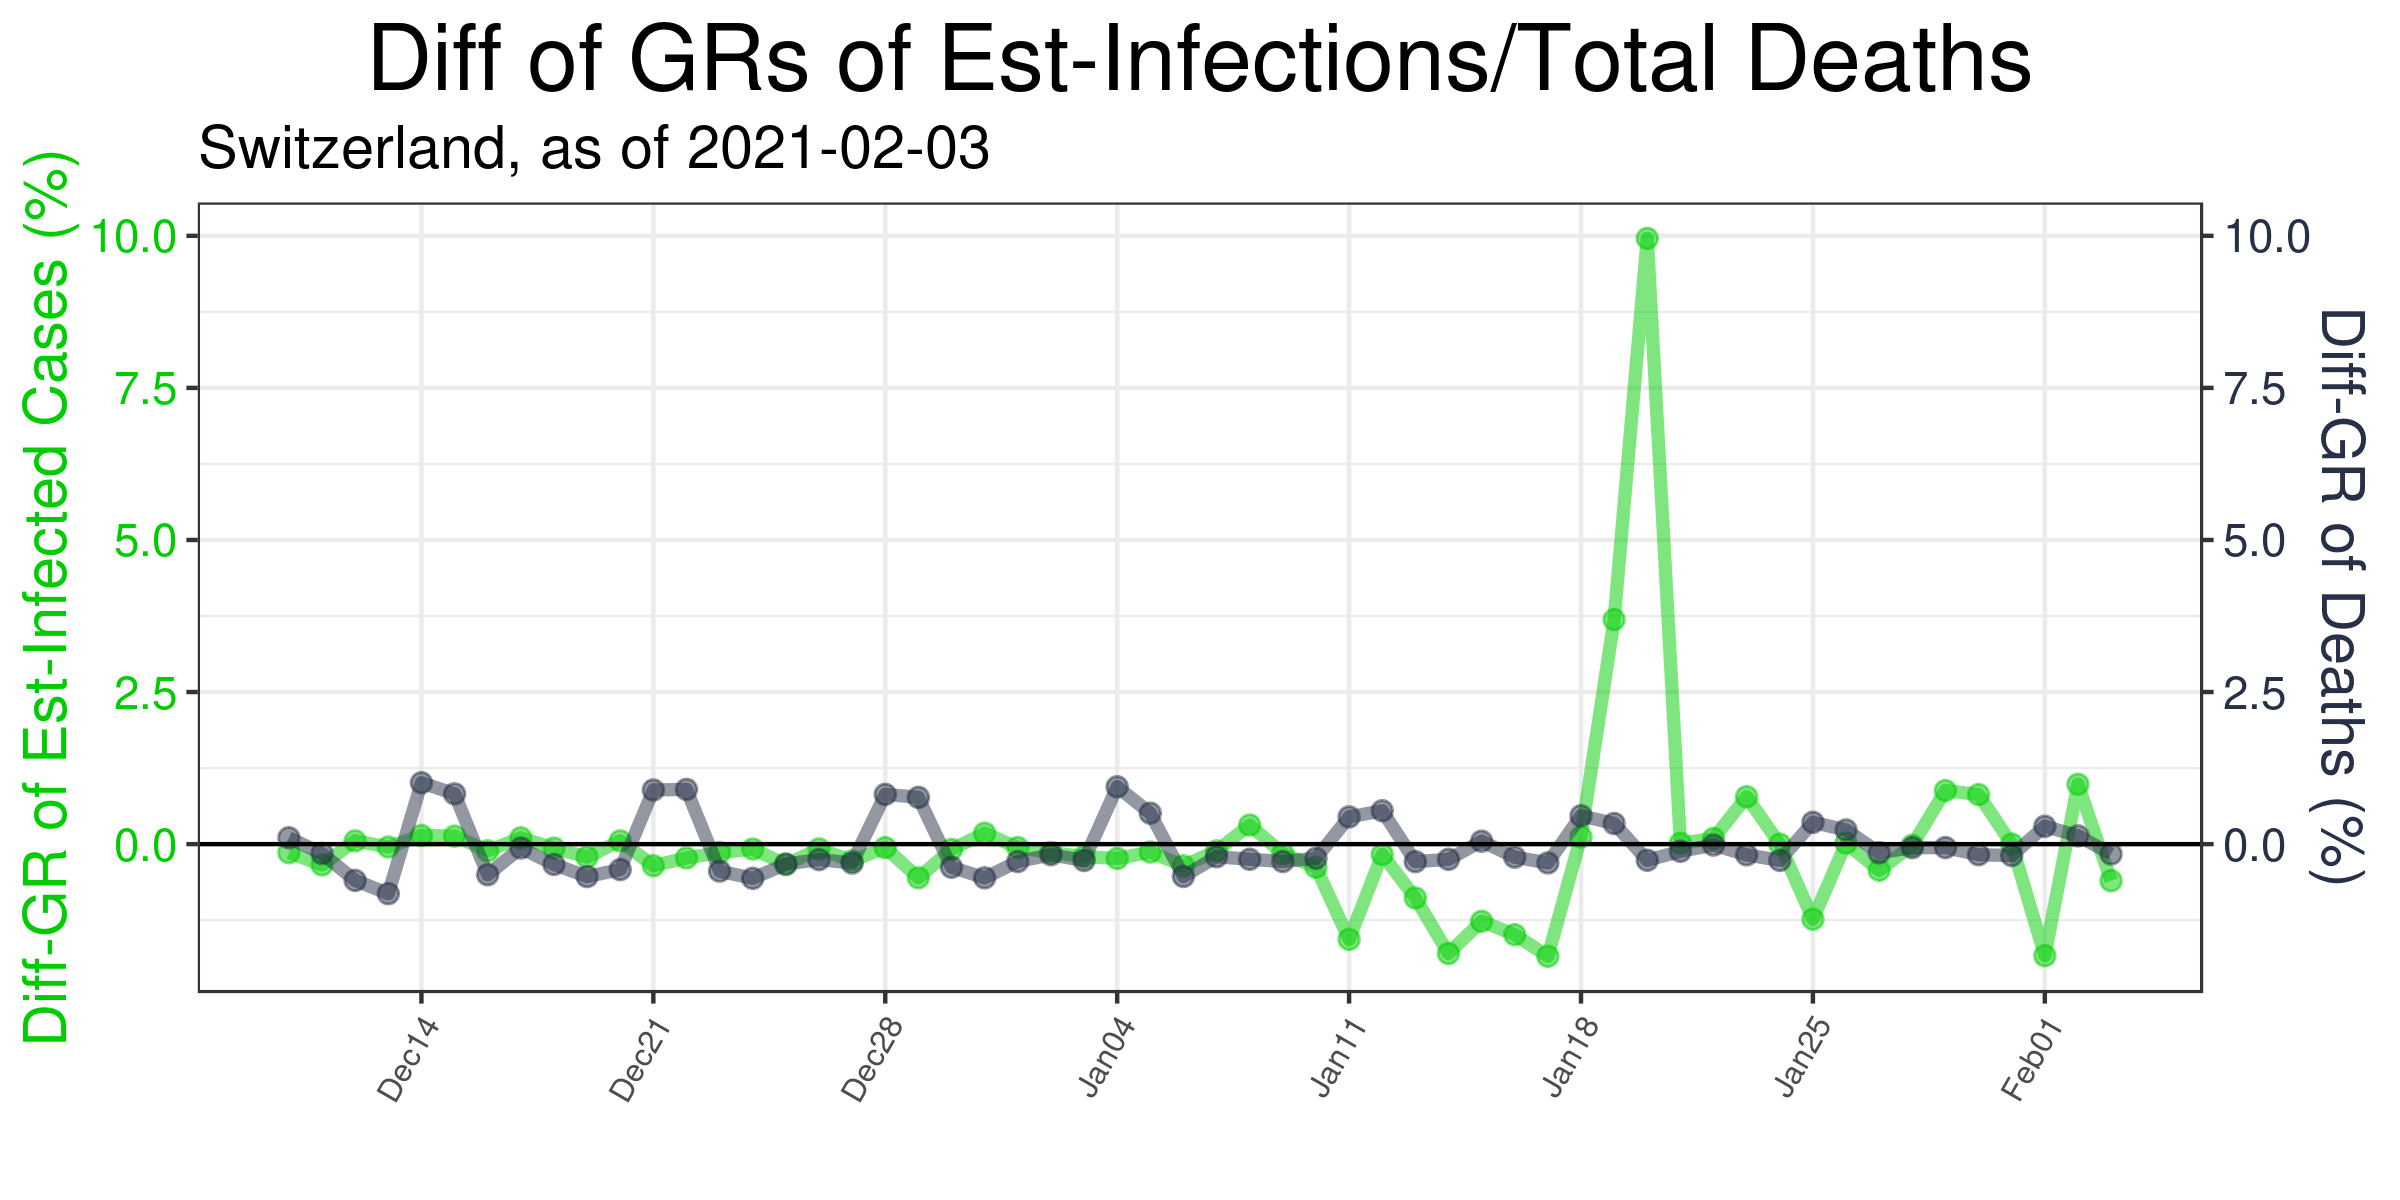 Diff of GRs of Est-Infections/Total Deaths
Switzerland, as of 2021-02-03
Diff-GR of Est-Infected Cases (%)
10.0
7.5
5.0
2.5
0.0
10.0
7.5
5.0
2.5
0.0
Diff-GR of Deaths (%)
Dec14
Dec21
Dec28
Jan04
Jan11
Jan18
Jan25
Feb01